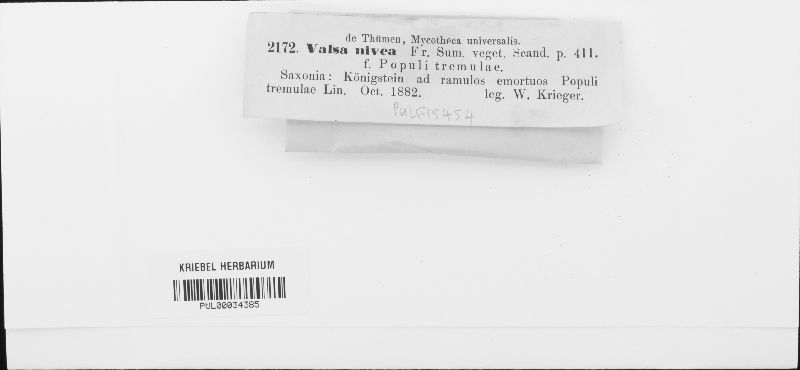 de Thümen, Mycotheca universalis.
2172. Valsa nivea Fr. Sum. veget. Scand. p. 411.
f. Populi tremulae.
Saxonia: Königstein ad ramulos emortuos Populi
tremulae Lin. Oct. 1882. leg. W. Krieger.
PULF15454
KRIEBEL HERBARIUM
PUL00034385